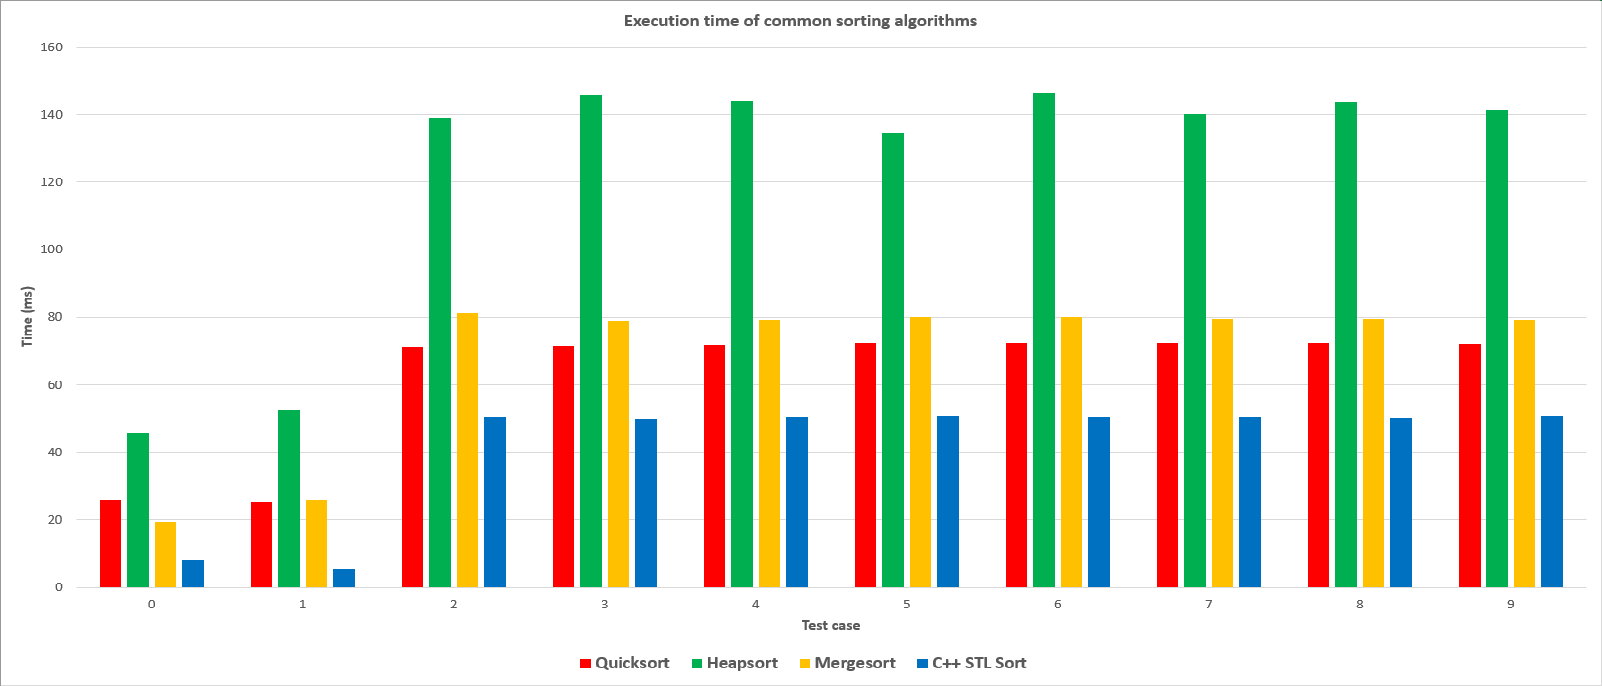 Execution time of common sorting algorithms
160
140
120
100
80
60
40
20
0
Time (ms)
0 1 2 3 4 5 6 7 8 9
Test case
Quicksort Heapsort Mergesort C++ STL Sort